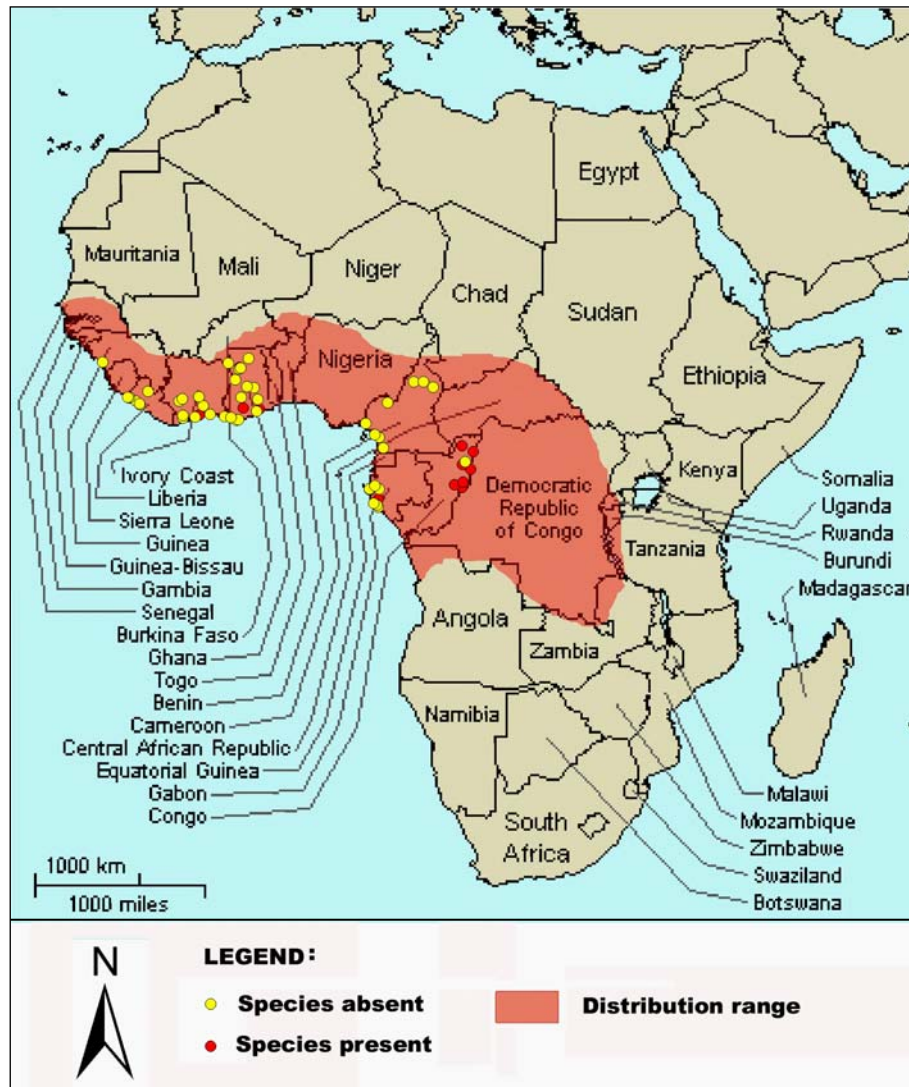 Egypt
Mauritania
Mali
Niger
Chad
Sudan
Nigeria
Ethiopia
Ivory Coast
Liberia
Sierra Leone
Guinea
Guinea-Bissau
Gambia
Senegal
Burkina Faso
Ghana
Togo
Benin
Cameroon
Central African Republic
Equatorial Guinea
Gabon
Congo
Democratic
Republic
of Congo
Kenya
Somalia
Uganda
Rwanda
Burundi
Tanzania
Madagascar
Angola
Zambia
Namibia
Malawi
Mozambique
Zimbabwe
Swaziland
Botswana
South
Africa
1000 km
1000 miles
N
LEGEND:
Species absent
Species present
Distribution range